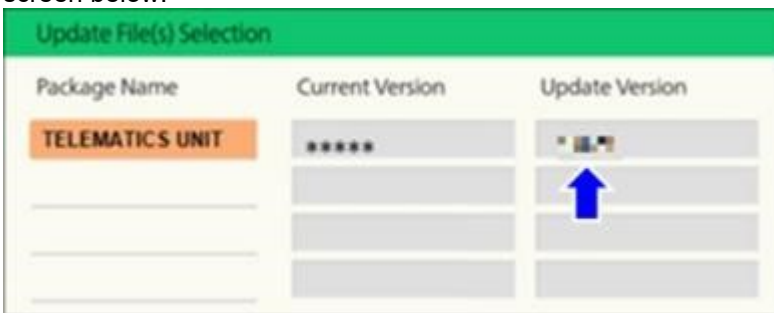 Update File(s) Selection
Package Name Current Version Update Version
TELEMATICS UNIT *****